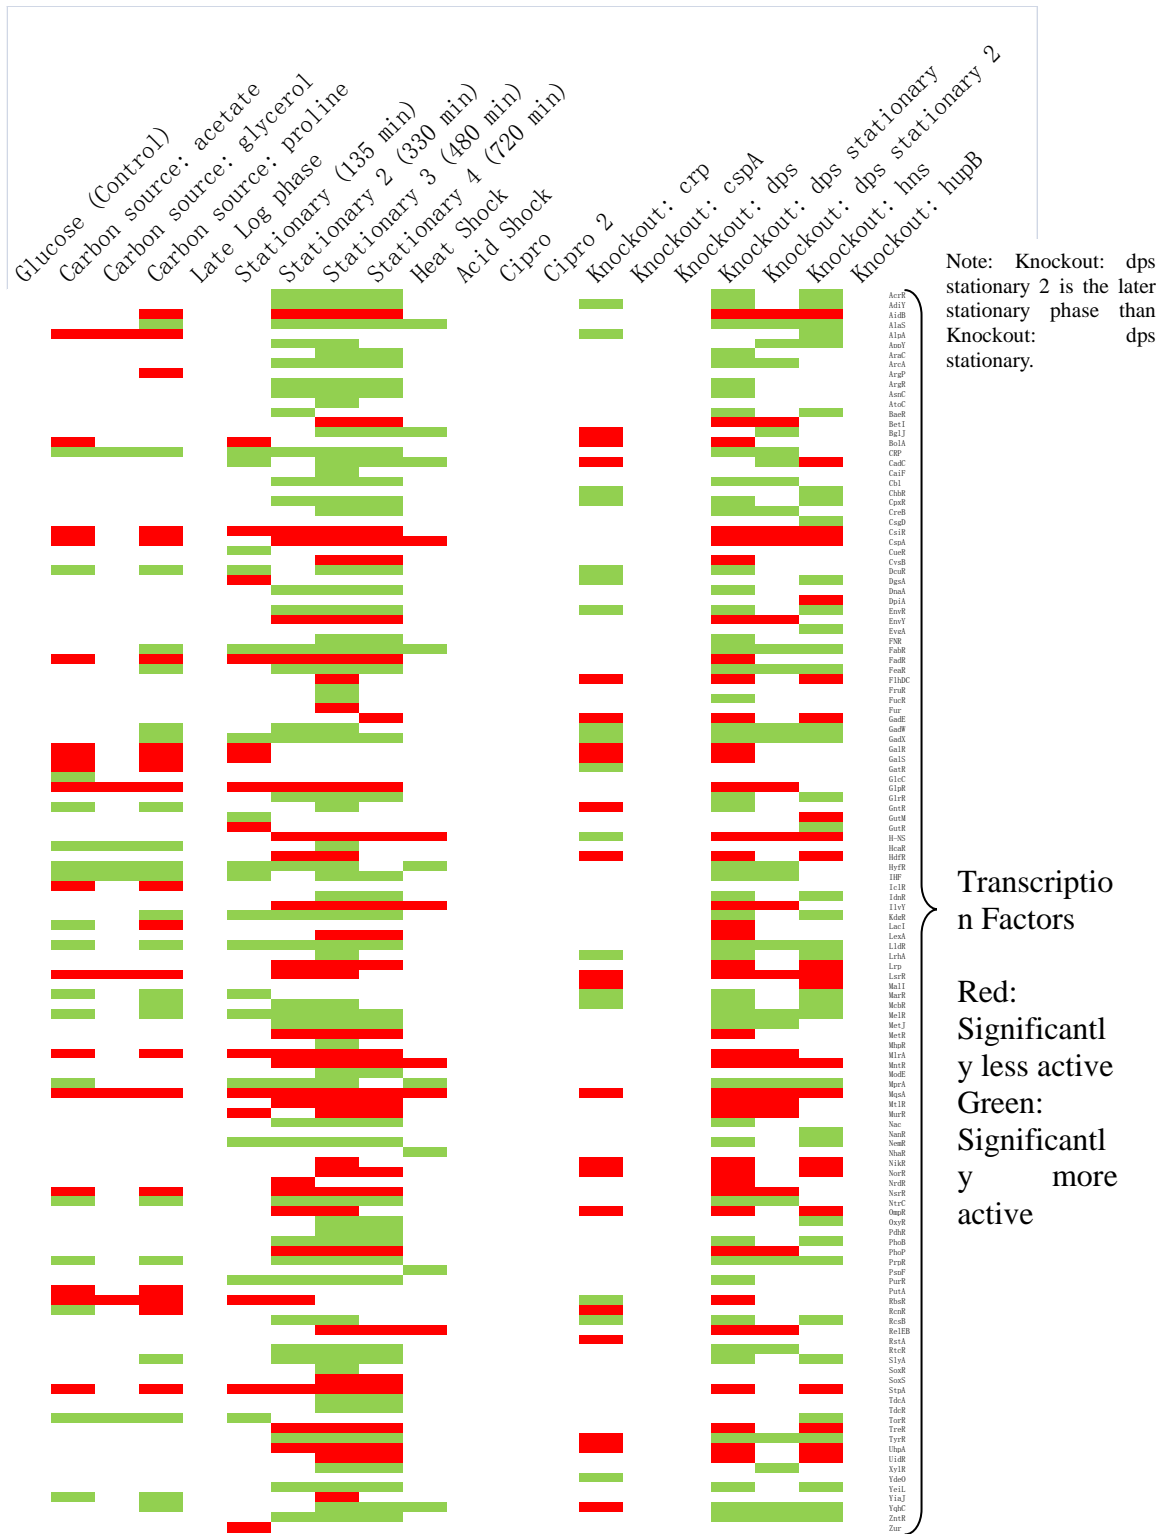 Glucose (Control)
Carbon source: acetate
Carbon source: glycerol
Carbon source: proline
Late Log phase
Stationary (135 min)
Stationary 2 (330 min)
Stationary 3 (480 min)
Stationary 4 (720 min)
Heat Shock
Acid Shock
Cipro
Cipro 2
Knockout: crp
Knockout: cspA
Knockout: dps
Knockout: dps stationary
Knockout: dps stationary 2
Knockout: hns
Knockout: hupB
Note: Knockout: dps
stationary 2 is the later
stationary phase than
Knockout: dps
stationary.
AcrR
AdiY
AidB
AlaS
AlpA
AppY
AraC
ArcA
ArgP
ArgR
AsnC
AtoC
BaeR
BetI
BglJ
BolA
CRP
CadC
CaiF
Cbl
ChbR
CpxR
CreB
CsgD
CsiR
CspA
CueR
CysB
DcuR
DgsA
DnaA
DpiA
EnvR
EnvY
EvgA
FNR
FabR
FadR
FeaR
FlhDC
FruR
FucR
Fur
GadE
GadW
GadX
GalR
GalS
GatR
GlcC
GlpR
GlrR
GntR
GutM
GutR
H-NS
HcaR
HdfR
HyfR
IHF
IclR
IdnR
IlvY
KdgR
LacI
LexA
LldR
LrhA
Lrp
LsrR
MalI
MarR
McbR
MelR
MetJ
MetR
MhpR
MlrA
MntR
ModE
MprA
MqsA
MtlR
MurR
Nac
NanR
NemR
NhaR
NikR
NorR
NrdR
NsrR
NtrC
OmpR
OxyR
PdhR
PhoB
PhoP
PrpR
PspF
PurR
PutA
RbsR
RcnR
RcsB
RelEB
RstA
RtcR
SlyA
SoxR
SoxS
StpA
TdcA
TdcR
TorR
TreR
TyrR
UhpA
UidR
XylR
YdeO
YeiL
YiaJ
YqhC
ZntR
Zur
Transcriptio
n Factors
Red:
Significantl
y less active
Green:
Significantl
y more
active